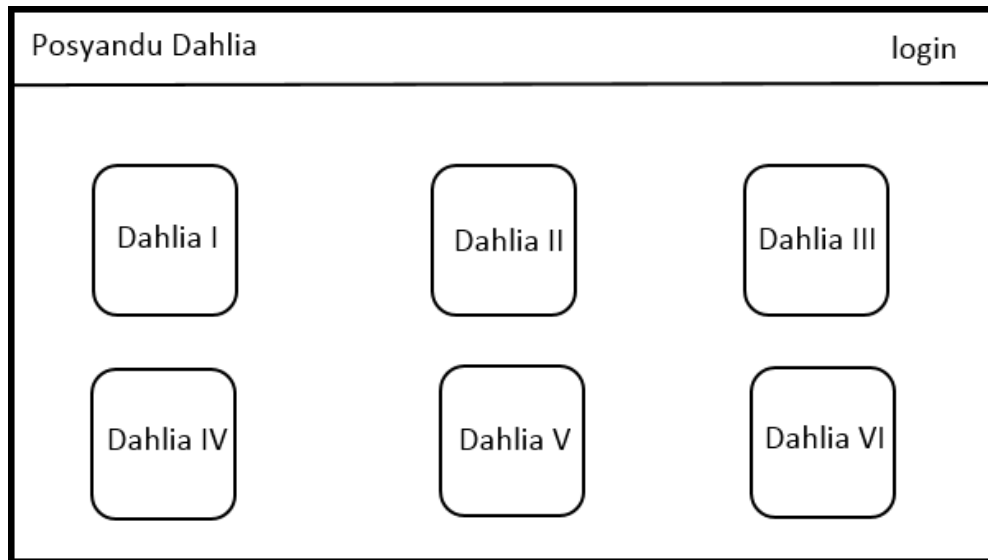 Posyandu Dahlia
login
Dahlia I
Dahlia II
Dahlia III
Dahlia IV
Dahlia V
Dahlia VI